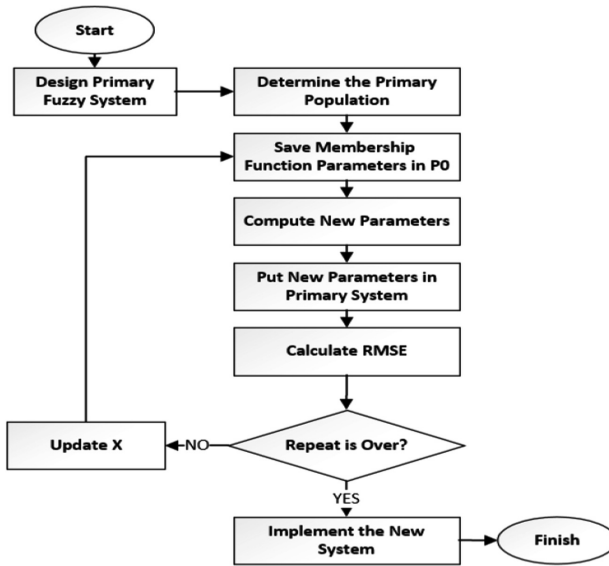 Start
Design Primary
Fuzzy System
Determine the Primary
Population
Save Membership
Function Parameters in P0
Compute New Parameters
Put New Parameters in
Primary System
Calculate RMSE
Repeat is Over?
NO
Update X
YES
Implement the New
System
Finish